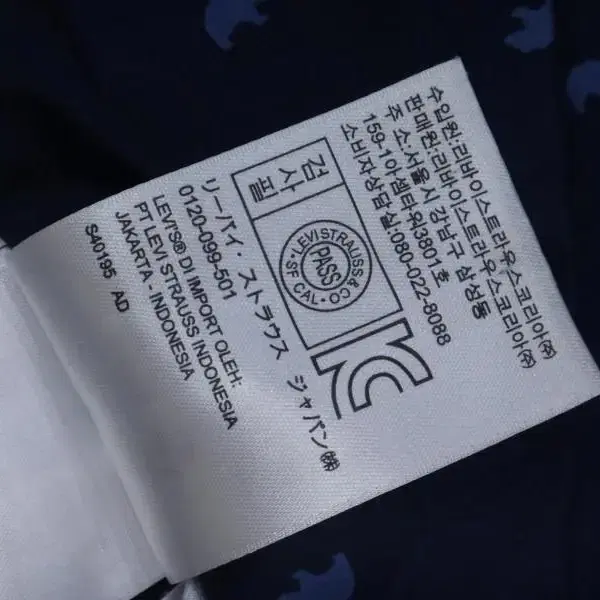 수입원:리바이스트라우스코리아㈜
판매원:리바이스트라우스코리아㈜
주 소:서울시 강남구 삼성동
159-1아셈타워3801호
소비자상담실:080-022-8088
검사필
LEVI STRAUSS & CO
PASS
SF CAL
リーバイ・ストラウス ジャパン㈱
0120-099-501
LEVI'S® DI IMPORT OLEH:
PT LEVI STRAUSS INDONESIA
JAKARTA - INDONESIA
S40195 AD